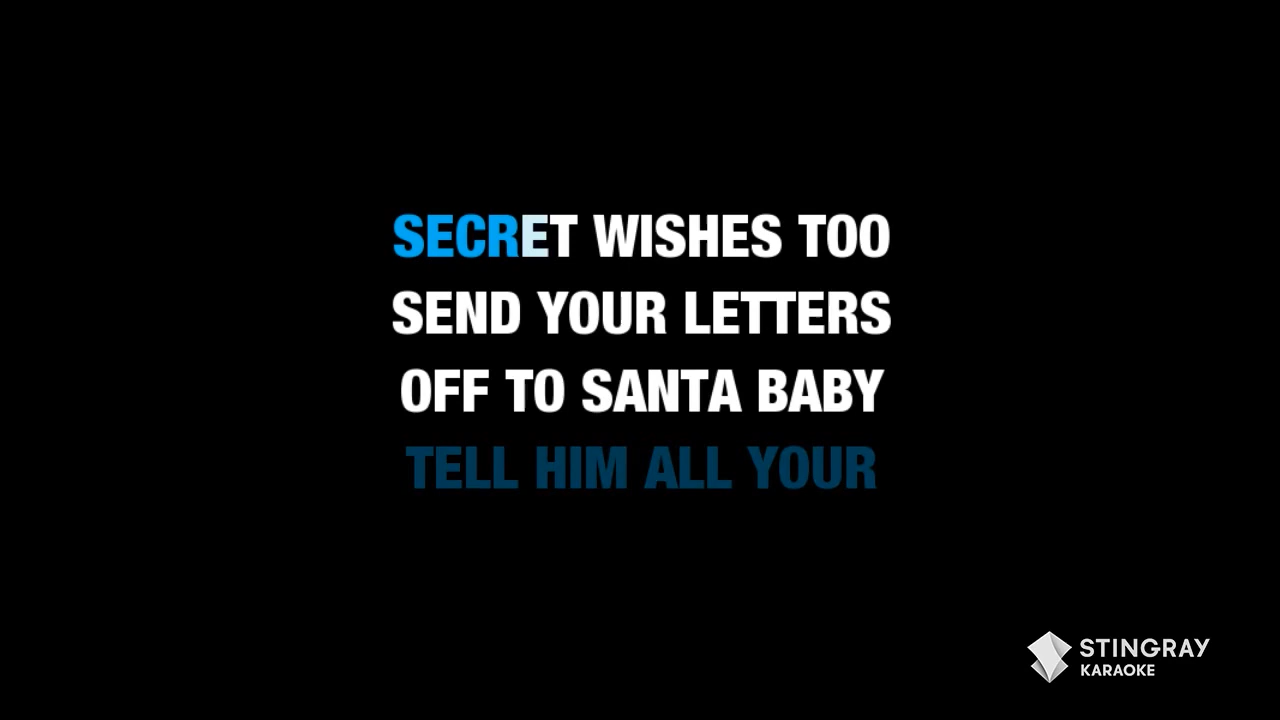 SECRET WISHES TOO
SEND YOUR LETTERS
OFF TO SANTA BABY
TELL HIM ALL YOUR
STINGRAY
KARAOKE